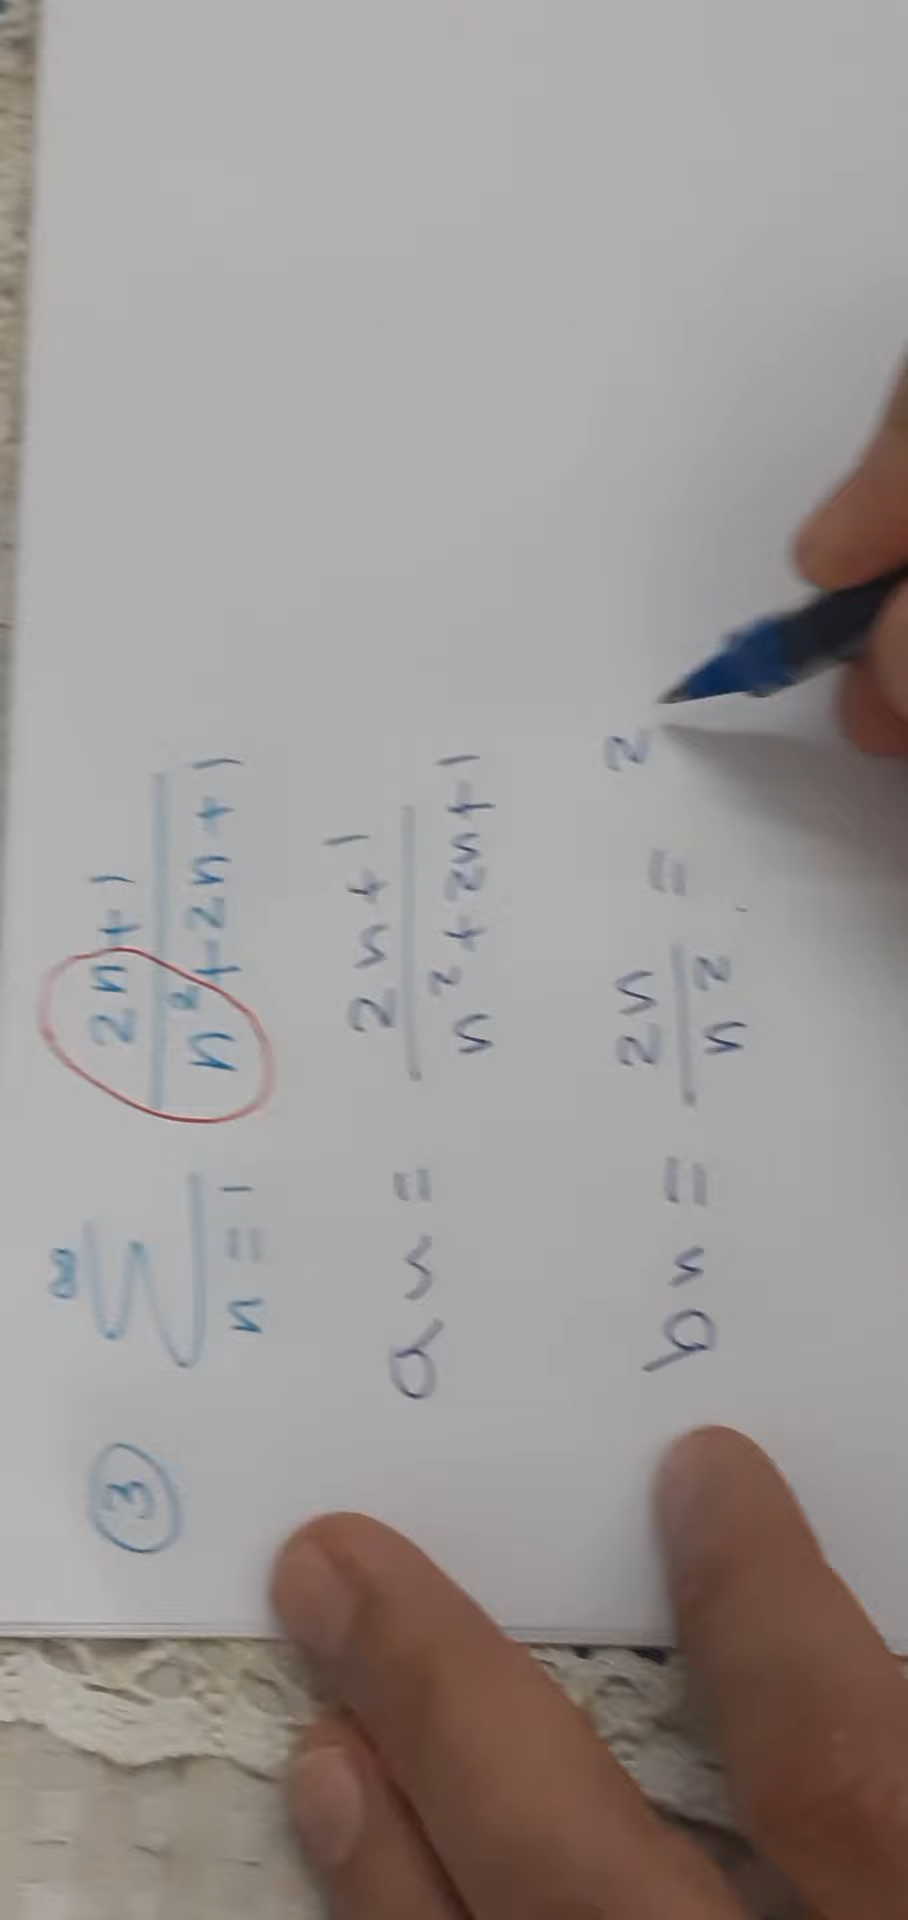 ③ ∞
∑ 2n+1 / n²+2n+1
n=1
an = 2n+1 / n²+2n+1
bn = 2n / n² = 2